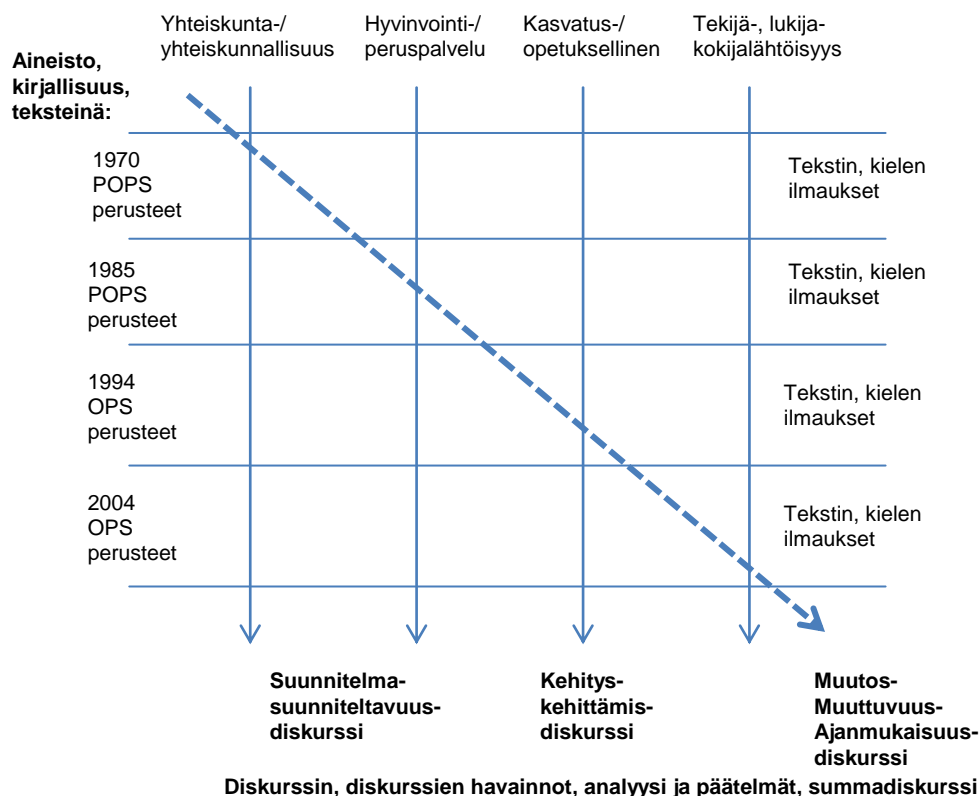 Yhteiskunta-/
yhteiskunnallisuus
Hyvinvointi-/
peruspalvelu
Kasvatus-/
opetuksellinen
Tekijä-, lukija-
kokijalähtöisyys
Aineisto,
kirjallisuus,
teksteinä:
1970
POPS
perusteet
Tekstin, kielen
ilmaukset
1985
POPS
perusteet
Tekstin, kielen
ilmaukset
1994
OPS
perusteet
Tekstin, kielen
ilmaukset
2004
OPS
perusteet
Tekstin, kielen
ilmaukset
Suunnitelma-
suunniteltavuus-
diskurssi
Kehitys-
kehittämis-
diskurssi
Muutos-
Muuttuvuus-
Ajanmukaisuus-
diskurssi
Diskurssin, diskurssien havainnot, analyysi ja päätelmät, summadiskurssi